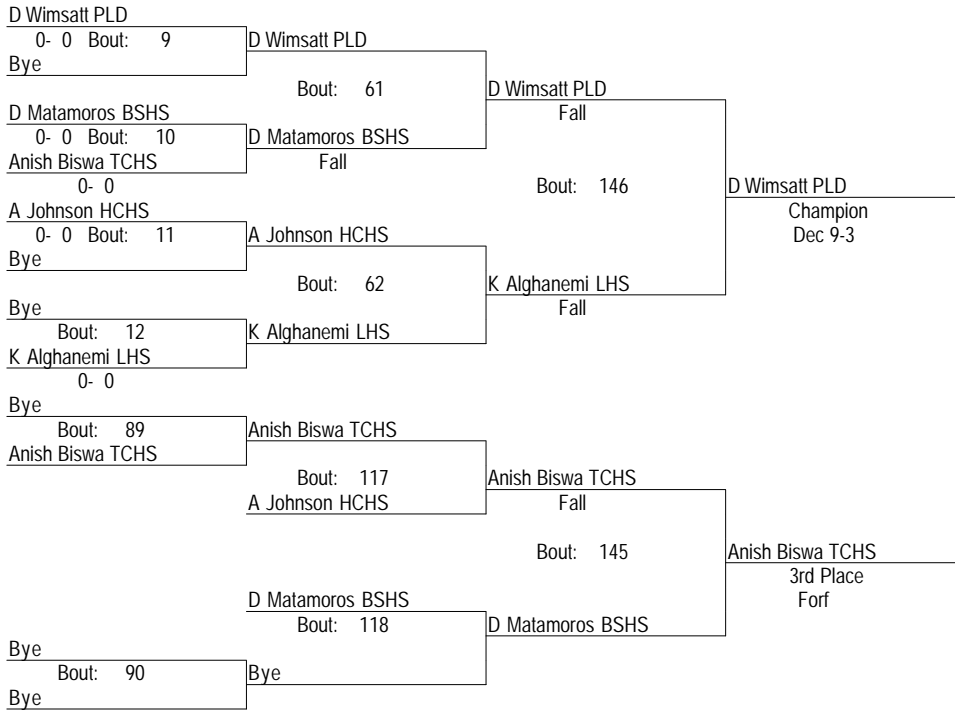 D Wimsatt PLD
0- 0 Bout: 9
D Wimsatt PLD
Bye
Bout: 61
D Wimsatt PLD
D Matamoros BSHS
Fall
0- 0 Bout: 10
D Matamoros BSHS
Anish Biswa TCHS
Fall
0- 0
Bout: 146
D Wimsatt PLD
A Johnson HCHS
Champion
0- 0 Bout: 11
A Johnson HCHS
Dec 9-3
Bye
Bout: 62
K Alghanemi LHS
Bye
Fall
Bout: 12
K Alghanemi LHS
K Alghanemi LHS
0- 0
Bye
Bout: 89
Anish Biswa TCHS
Anish Biswa TCHS
Bout: 117
Anish Biswa TCHS
A Johnson HCHS
Fall
Bout: 145
Anish Biswa TCHS
3rd Place
D Matamoros BSHS
Forf
Bout: 118
D Matamoros BSHS
Bye
Bout: 90
Bye
Bye